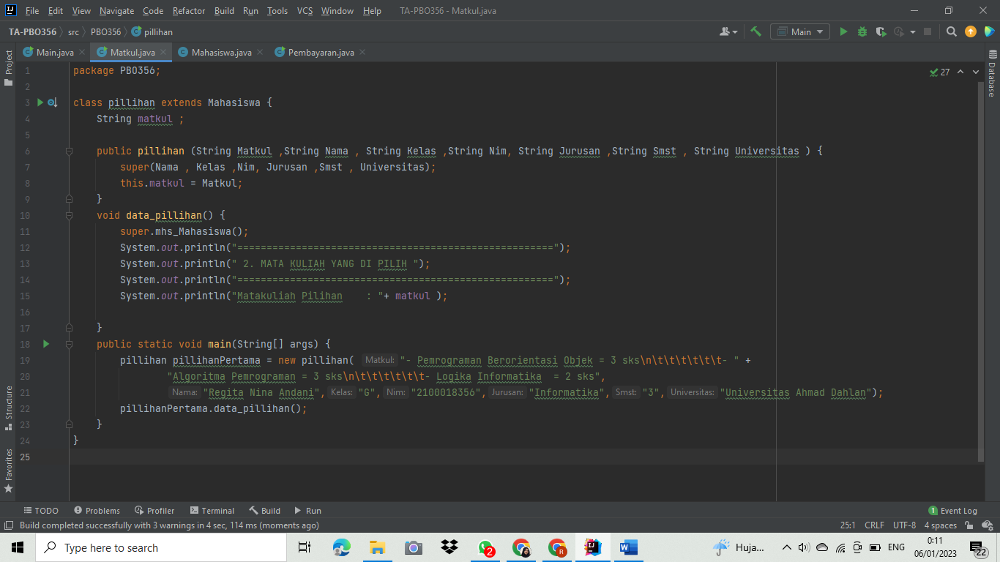 File Edit View Navigate Code Refactor Build Run Tools VCS Window Help TA-PBO356 - Matkul.java
TA-PBO356 src PBO356 pillihan Main
Main.java Matkul.java Mahasiswa.java Pembayaran.java
Project
Structure
Favorites
Database
27
1 package PBO356;
2
3 class pillihan extends Mahasiswa {
4 String matkul ;
5
6 public pillihan (String Matkul ,String Nama , String Kelas ,String Nim, String Jurusan ,String Smst , String Universitas ) {
7 super(Nama , Kelas ,Nim, Jurusan ,Smst , Universitas);
8 this.matkul = Matkul;
9 }
10 void data_pillihan() {
11 super.mhs_Mahasiswa();
12 System.out.println("======================================================");
13 System.out.println(" 2. MATA KULIAH YANG DI PILIH ");
14 System.out.println("======================================================");
15 System.out.println("Matakuliah Pilihan    : "+ matkul );
16
17 }
18 public static void main(String[] args) {
19 pillihan pillihanPertama = new pillihan( Matkul: "- Pemrograman Berorientasi Objek = 3 sks\n\t\t\t\t\t\t- " +
20 "Algoritma Pemrograman = 3 sks\n\t\t\t\t\t\t- Logika Informatika  = 2 sks",
21 Nama: "Regita Nina Andani", Kelas: "G", Nim: "2100018356", Jurusan: "Informatika", Smst: "3", Universitas: "Universitas Ahmad Dahlan");
22 pillihanPertama.data_pillihan();
23 }
24 }
25
TODO Problems Profiler Terminal Build Run 1 Event Log
Build completed successfully with 3 warnings in 4 sec, 114 ms (moments ago) 25:1 CRLF UTF-8 4 spaces
Type here to search 2 R W Huja... ENG 0:11
06/01/2023 22